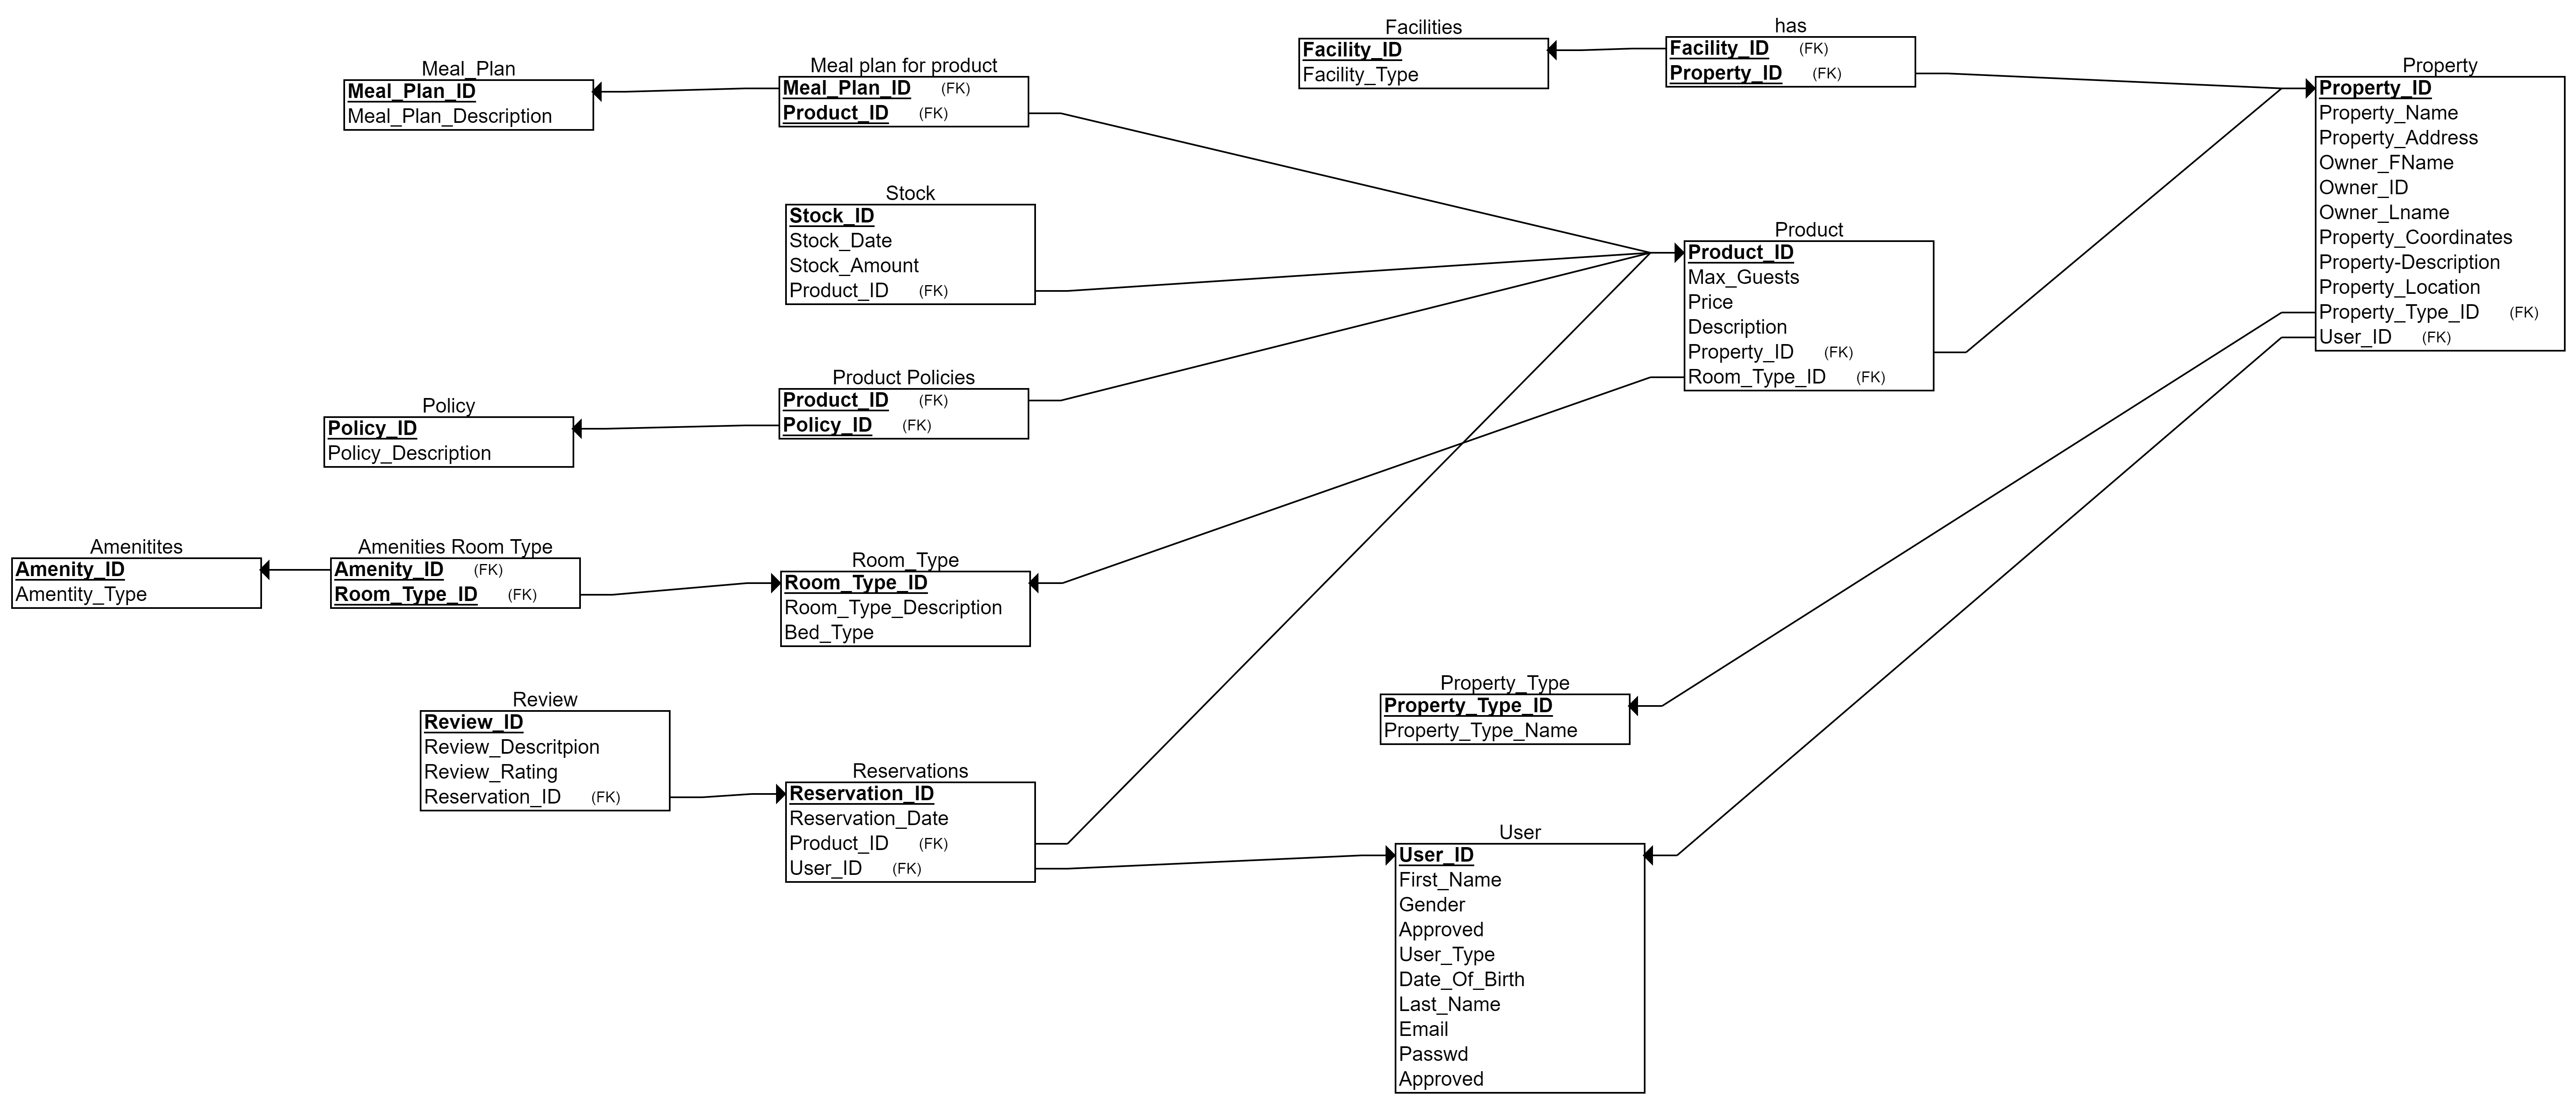 Meal_Plan
Meal_Plan_ID
Meal_Plan_Description
Meal plan for product
Meal_Plan_ID (FK)
Product_ID (FK)
Facilities
Facility_ID
Facility_Type
has
Facility_ID (FK)
Property_ID (FK)
Property
Property_ID
Property_Name
Property_Address
Owner_FName
Owner_ID
Owner_Lname
Property_Coordinates
Property-Description
Property_Location
Property_Type_ID (FK)
User_ID (FK)
Stock
Stock_ID
Stock_Date
Stock_Amount
Product_ID (FK)
Product
Product_ID
Max_Guests
Price
Description
Property_ID (FK)
Room_Type_ID (FK)
Product Policies
Product_ID (FK)
Policy_ID (FK)
Policy
Policy_ID
Policy_Description
Amenitites
Amenity_ID
Amentity_Type
Amenities Room Type
Amenity_ID (FK)
Room_Type_ID (FK)
Room_Type
Room_Type_ID
Room_Type_Description
Bed_Type
Review
Review_ID
Review_Descritpion
Review_Rating
Reservation_ID (FK)
Reservations
Reservation_ID
Reservation_Date
Product_ID (FK)
User_ID (FK)
Property_Type
Property_Type_ID
Property_Type_Name
User
User_ID
First_Name
Gender
Approved
User_Type
Date_Of_Birth
Last_Name
Email
Passwd
Approved